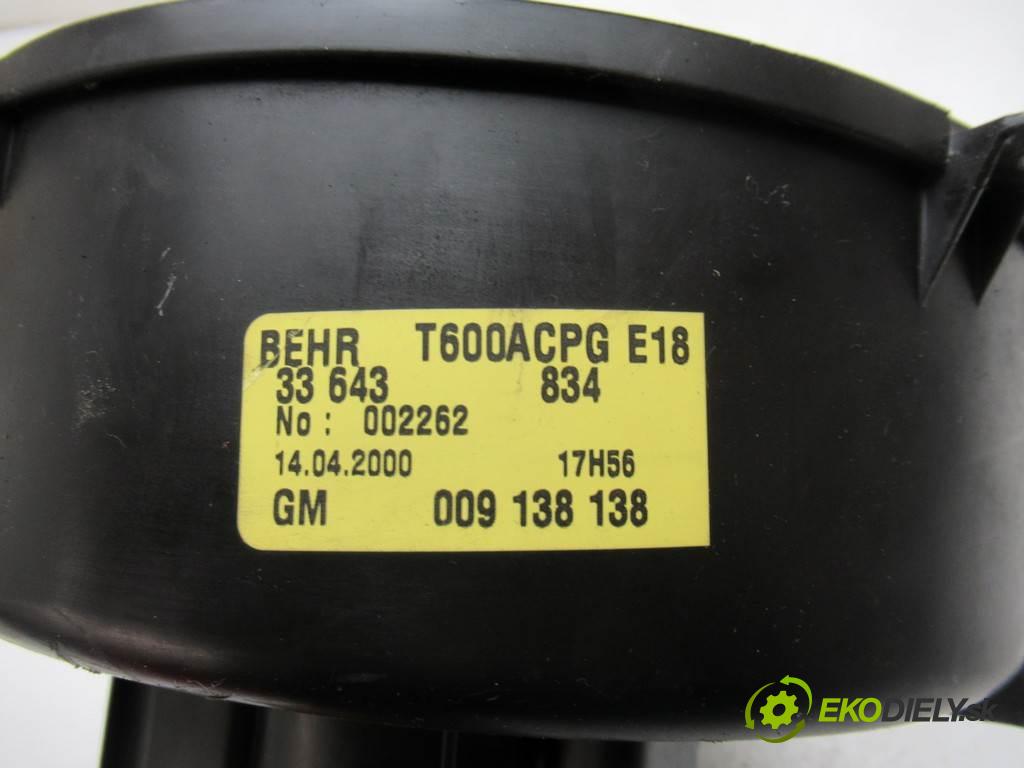 BEHR T600ACPG E18
33 643 834
No : 002262
14.04.2000 17H56
GM 009 138 138
EKODIELY.sk